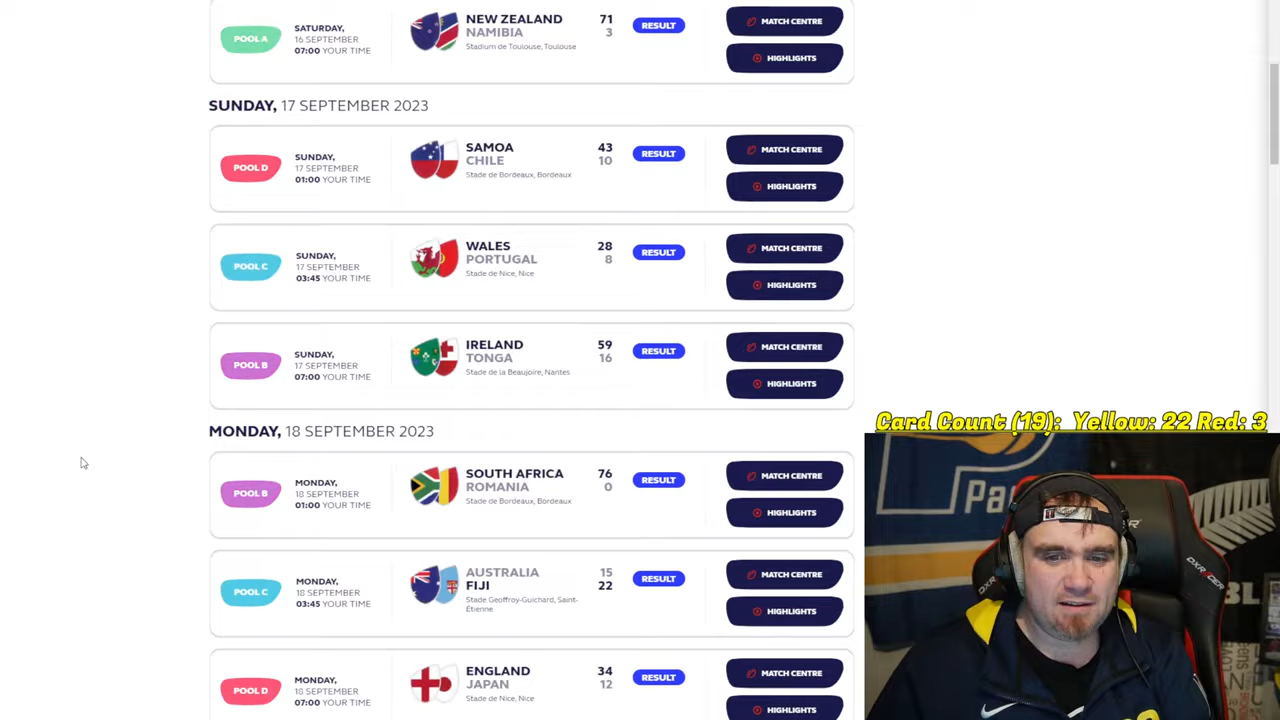 SATURDAY,
16 SEPTEMBER
07:00 YOUR TIME
POOL A
NEW ZEALAND 71
NAMIBIA 3
Stadium de Toulouse, Toulouse
RESULT
MATCH CENTRE
HIGHLIGHTS
SUNDAY, 17 SEPTEMBER 2023
POOL D
SUNDAY,
17 SEPTEMBER
01:00 YOUR TIME
SAMOA 43
CHILE 10
Stade de Bordeaux, Bordeaux
RESULT
MATCH CENTRE
HIGHLIGHTS
POOL C
SUNDAY,
17 SEPTEMBER
03:45 YOUR TIME
WALES 28
PORTUGAL 8
Stade de Nice, Nice
RESULT
MATCH CENTRE
HIGHLIGHTS
POOL B
SUNDAY,
17 SEPTEMBER
07:00 YOUR TIME
IRELAND 59
TONGA 16
Stade de la Beaujoire, Nantes
RESULT
MATCH CENTRE
HIGHLIGHTS
MONDAY, 18 SEPTEMBER 2023
POOL B
MONDAY,
18 SEPTEMBER
01:00 YOUR TIME
SOUTH AFRICA 76
ROMANIA 0
Stade de Bordeaux, Bordeaux
RESULT
MATCH CENTRE
HIGHLIGHTS
POOL C
MONDAY,
18 SEPTEMBER
03:45 YOUR TIME
AUSTRALIA 15
FIJI 22
Stade Geoffroy-Guichard, Saint-
Étienne
RESULT
MATCH CENTRE
HIGHLIGHTS
POOL D
MONDAY,
18 SEPTEMBER
07:00 YOUR TIME
ENGLAND 34
JAPAN 12
Stade de Nice, Nice
RESULT
MATCH CENTRE
HIGHLIGHTS
Card Count (19): Yellow: 22 Red: 3
Pa
DXRACER